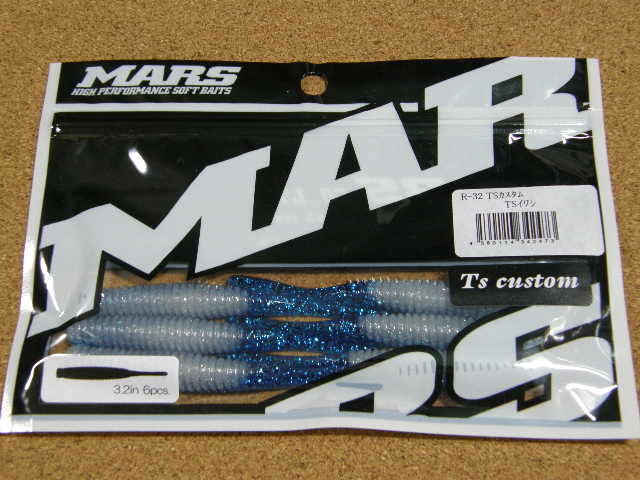 MARS
HIGH PERFORMANCE SOFT BAITS
MAR
RS
R-32 TSカスタム
TSイワシ
Ts custom
3.2in 6pcs.